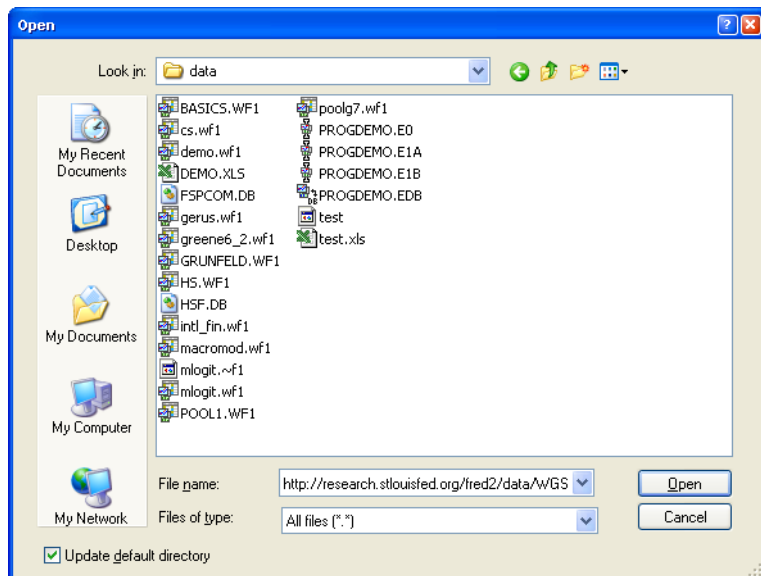 Open
Look in:
data
My Recent
Documents
Desktop
My Documents
My Computer
My Network
BASICS.WF1
cs.wf1
demo.wf1
DEMO.XLS
FSPCOM.DB
gerus.wf1
greene6_2.wf1
GRUNFELD.WF1
HS.WF1
HSF.DB
intl_fin.wf1
macromod.wf1
mlogit.~f1
mlogit.wf1
POOL1.WF1
poolg7.wf1
PROGDEMO.E0
PROGDEMO.E1A
PROGDEMO.E1B
PROGDEMO.EDB
test
test.xls
File name:
http://research.stlouisfed.org/fred2/data/WGS
Open
Files of type:
All files (*.*)
Cancel
Update default directory